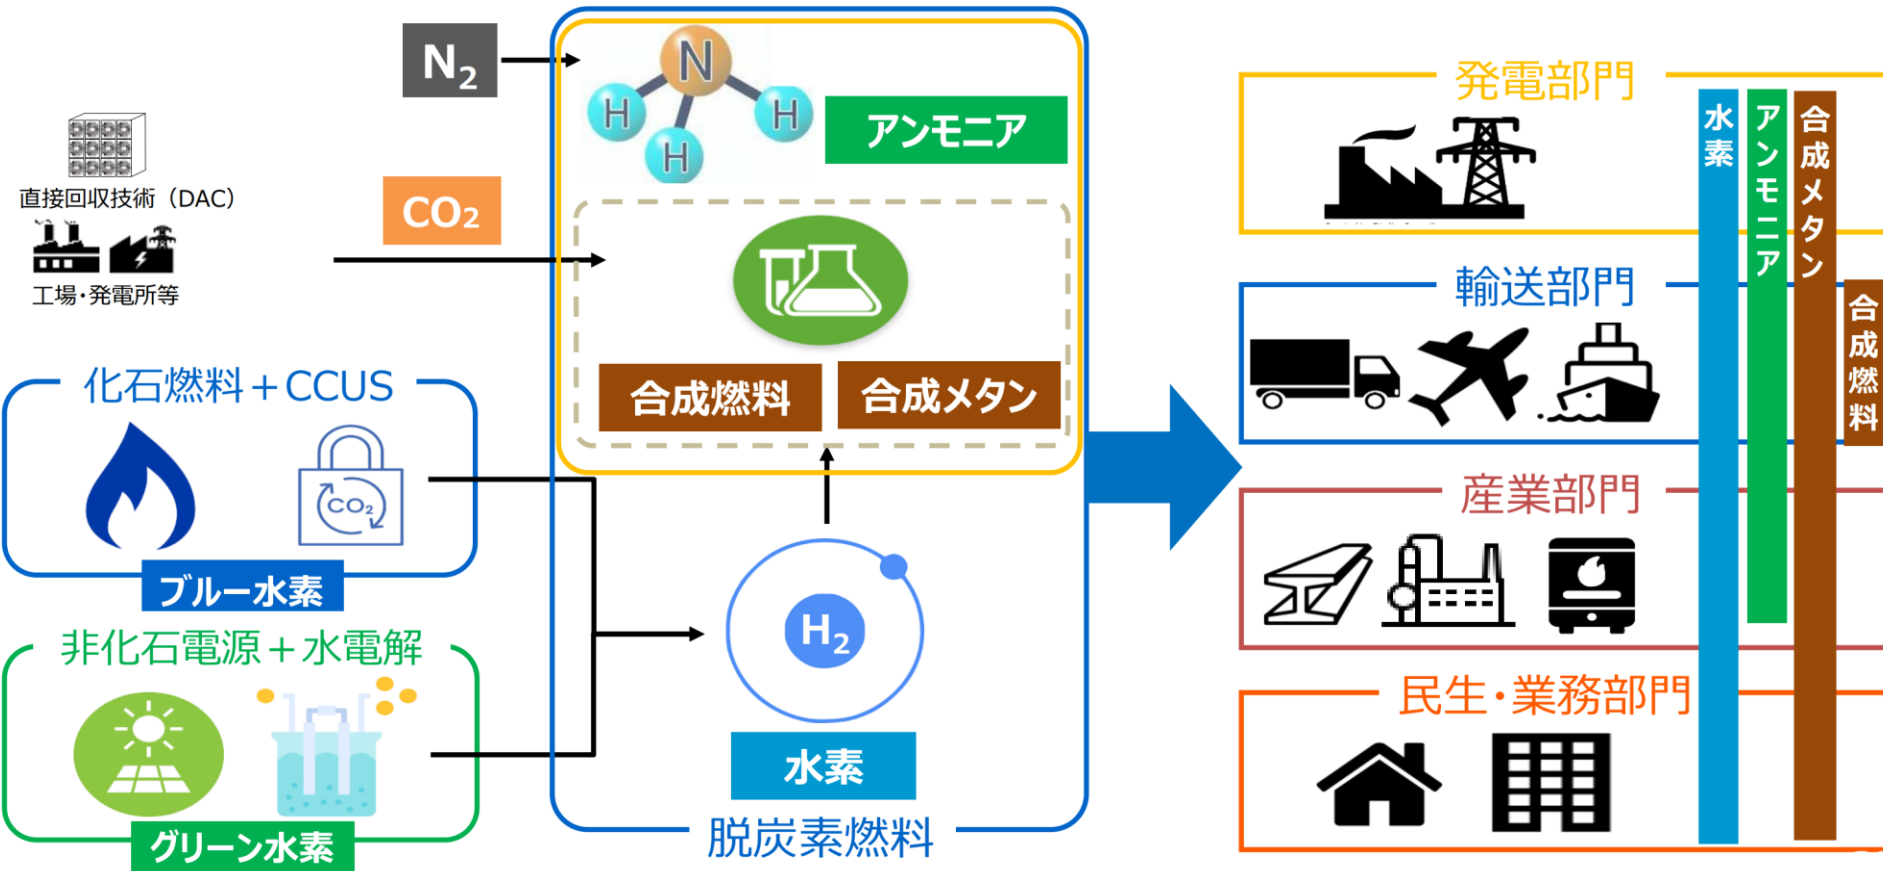 N2
N
H
H
H
アンモニア
直接回収技術（DAC）
工場・発電所等
CO2
合成燃料
合成メタン
化石燃料＋CCUS
CO2
ブルー水素
非化石電源＋水電解
グリーン水素
H2
水素
脱炭素燃料
発電部門
輸送部門
産業部門
民生・業務部門
水素
アンモニア
合成メタン
合成燃料